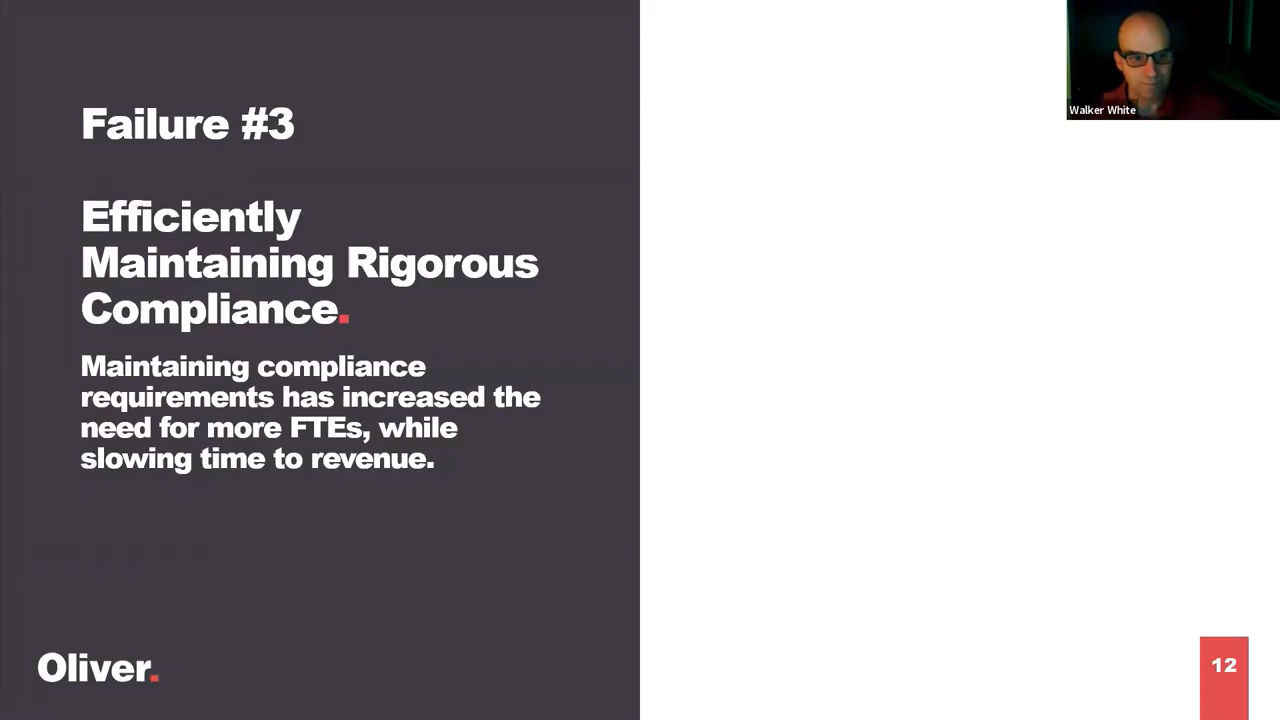 Failure #3
Efficiently
Maintaining Rigorous
Compliance.
Maintaining compliance
requirements has increased the
need for more FTEs, while
slowing time to revenue.
Oliver.
Walker White
12